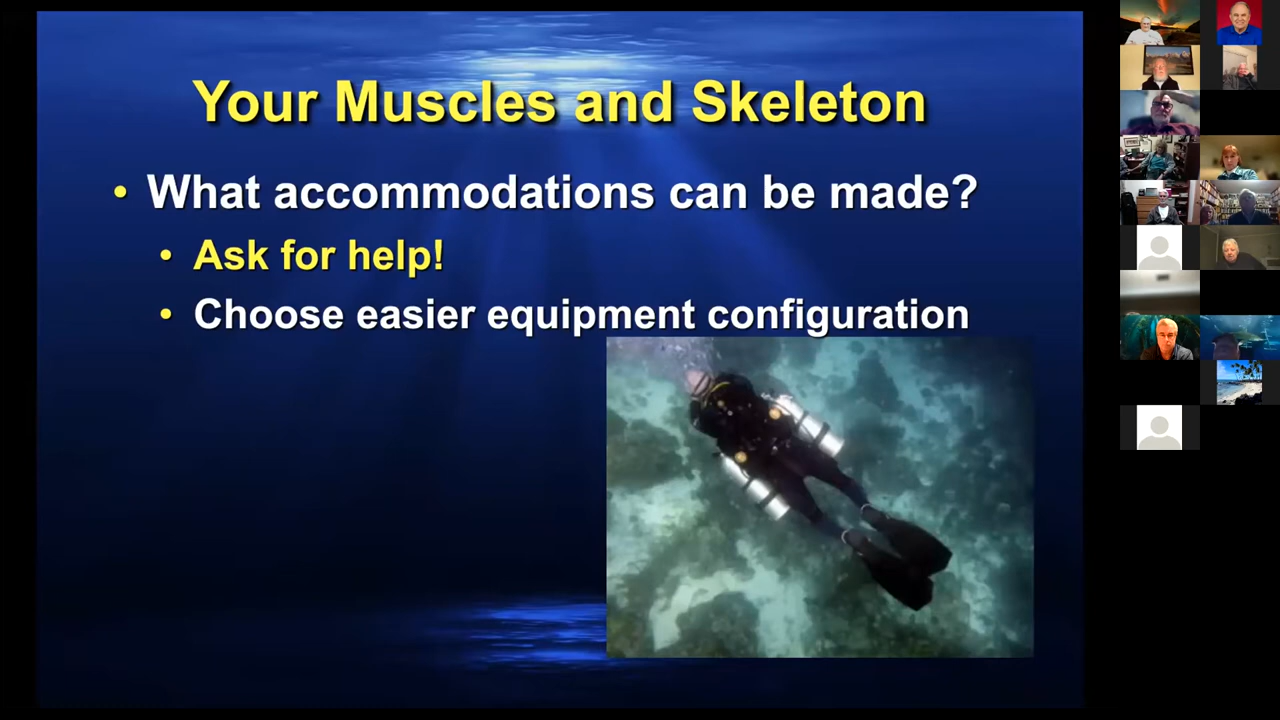 Your Muscles and Skeleton
• What accommodations can be made?
• Ask for help!
• Choose easier equipment configuration